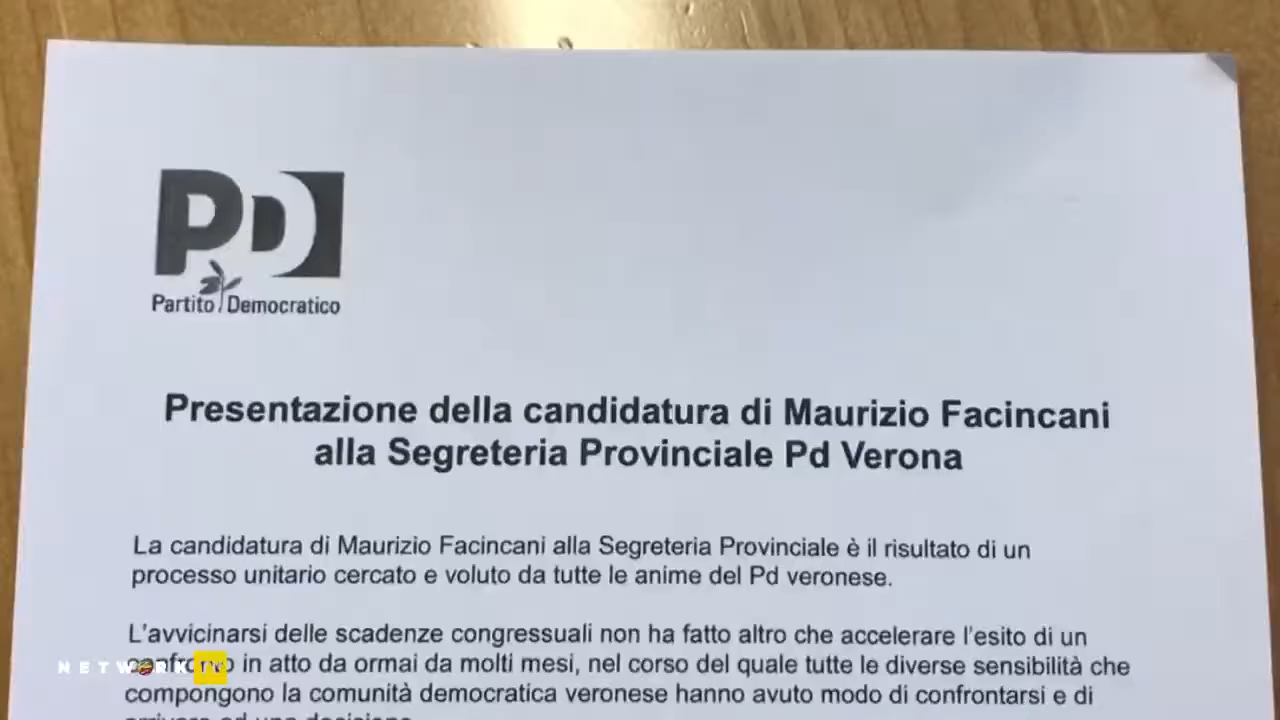 PD
Partito Democratico
Presentazione della candidatura di Maurizio Facincani
alla Segreteria Provinciale Pd Verona
La candidatura di Maurizio Facincani alla Segreteria Provinciale è il risultato di un
processo unitario cercato e voluto da tutte le anime del Pd veronese.
L'avvicinarsi delle scadenze congressuali non ha fatto altro che accelerare l'esito di un
confronto in atto da ormai da molti mesi, nel corso del quale tutte le diverse sensibilità che
compongono la comunità democratica veronese hanno avuto modo di confrontarsi e di
NETWORK TV